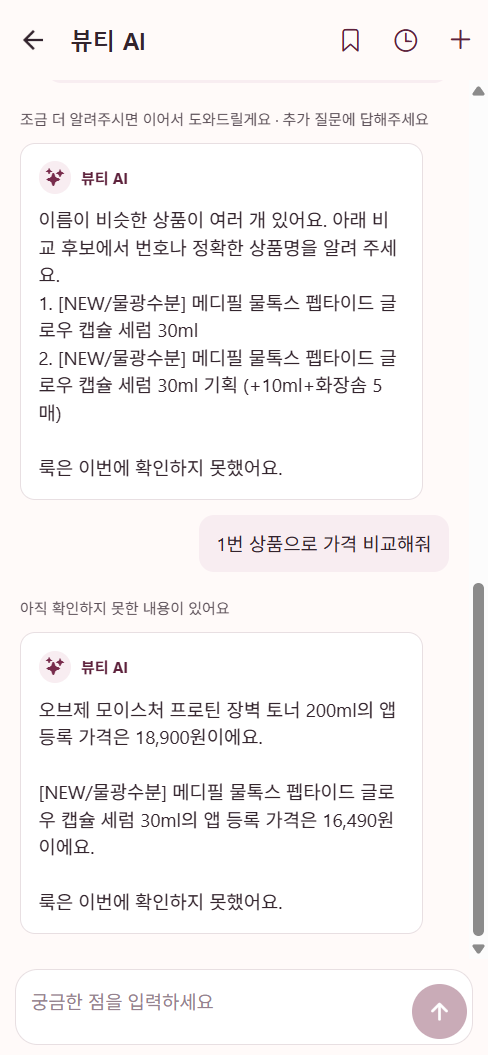 뷰티 AI
조금 더 알려주시면 이어서 도와드릴게요 · 추가 질문에 답해주세요
뷰티 AI
이름이 비슷한 상품이 여러 개 있어요. 아래 비
교 후보에서 번호나 정확한 상품명을 알려 주세
요.
1. [NEW/물광수분] 메디필 물톡스 펩타이드 글
로우 캡슐 세럼 30ml
2. [NEW/물광수분] 메디필 물톡스 펩타이드 글
로우 캡슐 세럼 30ml 기획 (+10ml+화장솜 5
매)
룩은 이번에 확인하지 못했어요.
1번 상품으로 가격 비교해줘
아직 확인하지 못한 내용이 있어요
뷰티 AI
오브제 모이스처 프로틴 장벽 토너 200ml의 앱
등록 가격은 18,900원이에요.
[NEW/물광수분] 메디필 물톡스 펩타이드 글로
우 캡슐 세럼 30ml의 앱 등록 가격은 16,490원
이에요.
룩은 이번에 확인하지 못했어요.
궁금한 점을 입력하세요